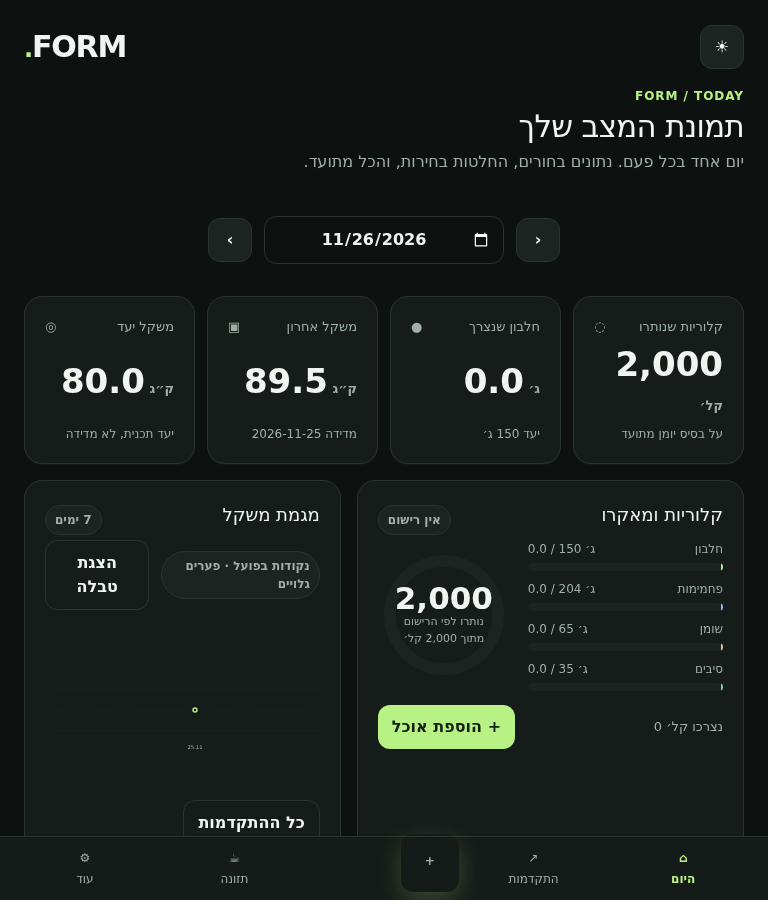 .FORM
FORM / TODAY
תמונת המצב שלך
יום אחד בכל פעם. נתונים בחורים, החלטות בחירות, והכל מתועד.
11/26/2026
קלוריות שנותרו
2,000
קל׳
על בסיס יומן מתועד
חלבון שנצרך
0.0 ג׳
יעד 150 ג׳
משקל אחרון
89.5 ק״ג
מדידה 2026-11-25
משקל יעד
80.0 ק״ג
יעד תכנית, לא מדידה
קלוריות ומאקרו
אין רישום
חלבון
0.0 / 150 ג׳
פחמימות
0.0 / 204 ג׳
שומן
0.0 / 65 ג׳
סיבים
0.0 / 35 ג׳
2,000
נותרו לפי הרישום
מתוך 2,000 קל׳
נצרכו קל׳ 0
+ הוספת אוכל
מגמת משקל
7 ימים
נקודות בפועל · פערים
גלויים
הצגת
טבלה
25.11
כל ההתקדמות
היום
התקדמות
+
תזונה
עוד